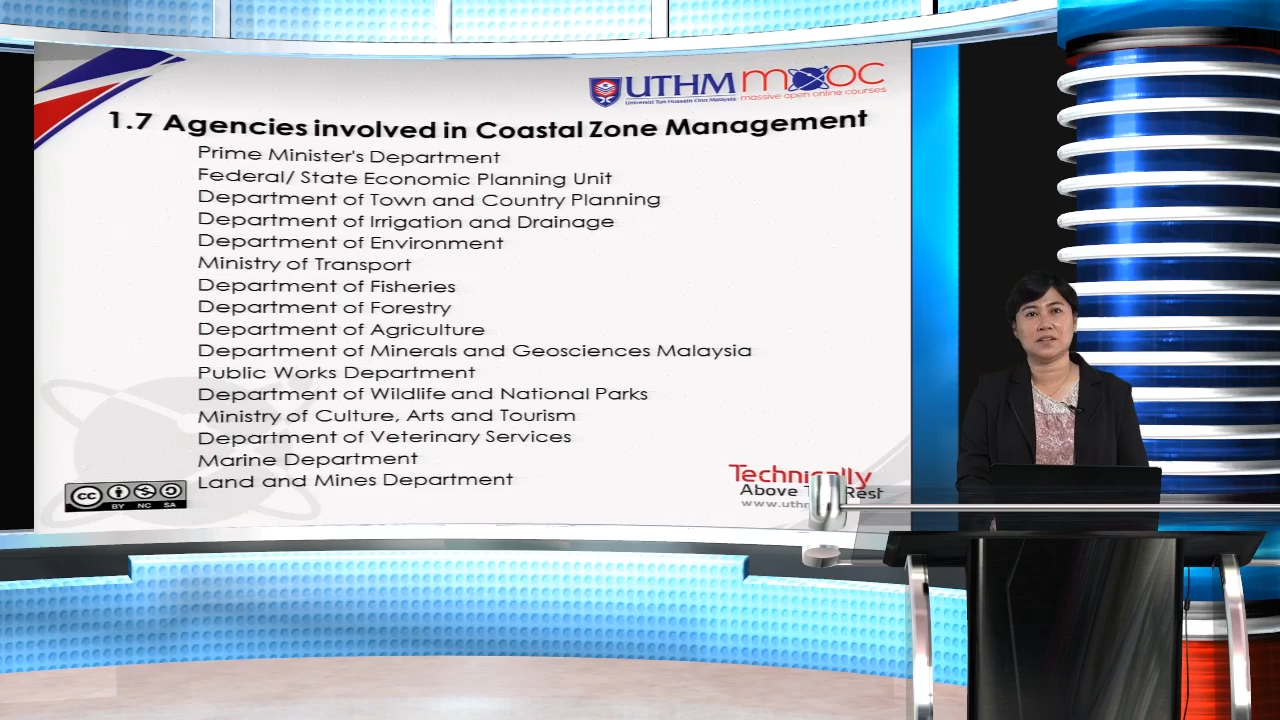 UTHM mooc
Universiti Tun Hussein Onn Malaysia massive open online courses
1.7 Agencies involved in Coastal Zone Management
Prime Minister's Department
Federal/ State Economic Planning Unit
Department of Town and Country Planning
Department of Irrigation and Drainage
Department of Environment
Ministry of Transport
Department of Fisheries
Department of Forestry
Department of Agriculture
Department of Minerals and Geosciences Malaysia
Public Works Department
Department of Wildlife and National Parks
Ministry of Culture, Arts and Tourism
Department of Veterinary Services
Marine Department
Land and Mines Department
cc
BY NC SA
Technically
Above Rest